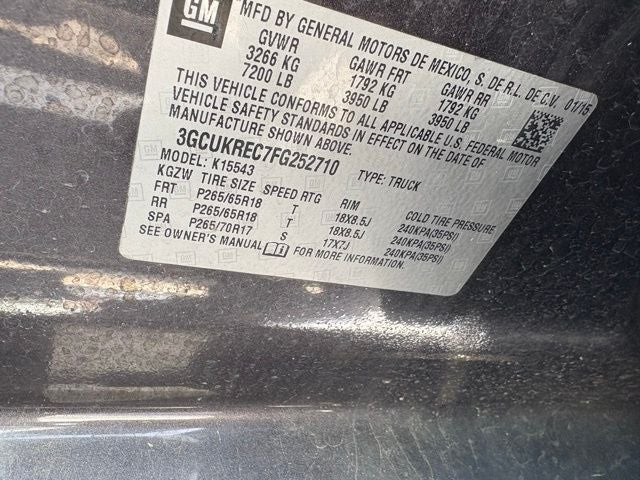 GM
MFD BY GENERAL MOTORS DE MEXICO, S. DE R.L. DE C.V. 01/15
GVWR GAWR FRT GAWR RR
3266 KG 1792 KG 1792 KG
7200 LB 3950 LB 3950 LB
THIS VEHICLE CONFORMS TO ALL APPLICABLE U.S. FEDERAL MOTOR
VEHICLE SAFETY STANDARDS IN EFFECT ON THE DATE OF
MANUFACTURE SHOWN ABOVE.
3GCUKREC7FG252710
MODEL: K15543 TYPE: TRUCK
KGZW TIRE SIZE SPEED RTG RIM COLD TIRE PRESSURE
FRT P265/65R18 T 18X8.5J 240KPA(35PSI)
RR P265/65R18 T 18X8.5J 240KPA(35PSI)
SPA P265/70R17 S 17X7J 240KPA(35PSI)
SEE OWNER'S MANUAL FOR MORE INFORMATION.